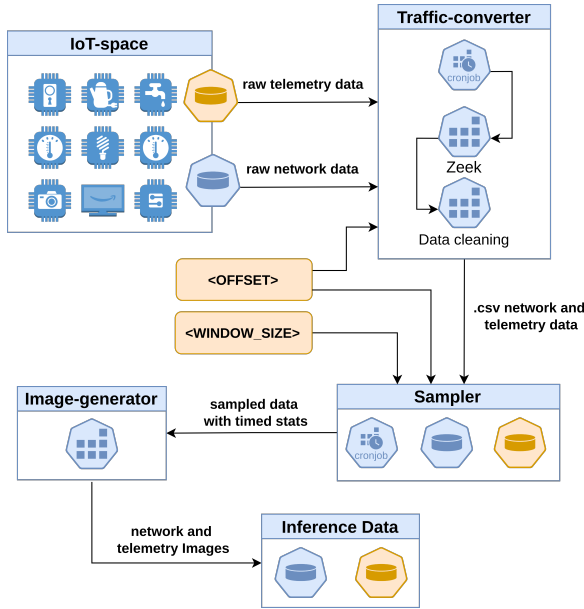 Traffic-converter
IoT-space
cronjob
raw telemetry data
Zeek
raw network data
Data cleaning
<OFFSET>
<WINDOW_SIZE>
.csv network and
telemetry data
Image-generator
sampled data
with timed stats
Sampler
cronjob
network and
telemetry Images
Inference Data